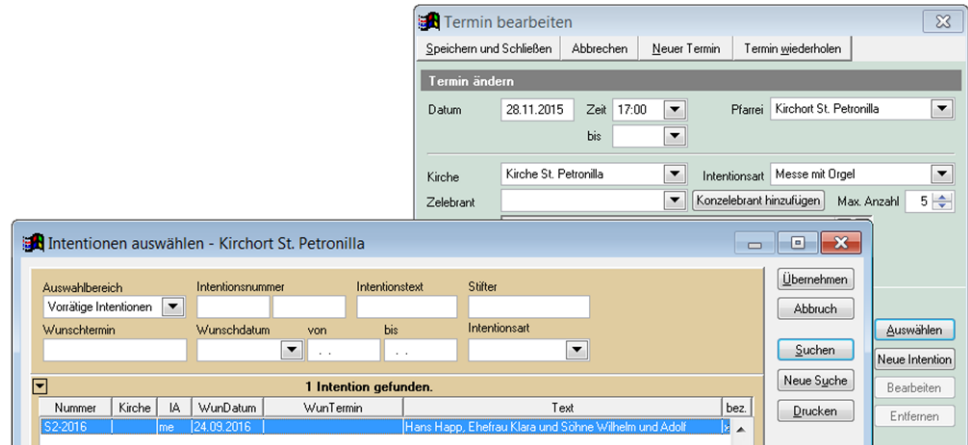 Termin bearbeiten
Speichern und Schließen Abbrechen Neuer Termin Termin wiederholen
Termin ändern
Datum 28.11.2015 Zeit 17:00 Pfarrei Kirchort St. Petronilla
bis
Kirche Kirche St. Petronilla Intentionsart Messe mit Orgel
Zelebrant Konzelebrant hinzufügen Max. Anzahl 5
Auswählen
Neue Intention
Bearbeiten
Entfernen
Intentionen auswählen - Kirchort St. Petronilla
Auswahlbereich Intentionsnummer Intentionstext Stifter
Vorrätige Intentionen
Wunschtermin Wunschdatum von bis Intentionsart
. . . .
Übernehmen
Abbruch
Suchen
Neue Suche
Drucken
1 Intention gefunden.
Nummer Kirche IA WunDatum WunTermin Text bez.
S2-2016 me 24.09.2016 Hans Happ, Ehefrau Klara und Söhne Wilhelm und Adolf